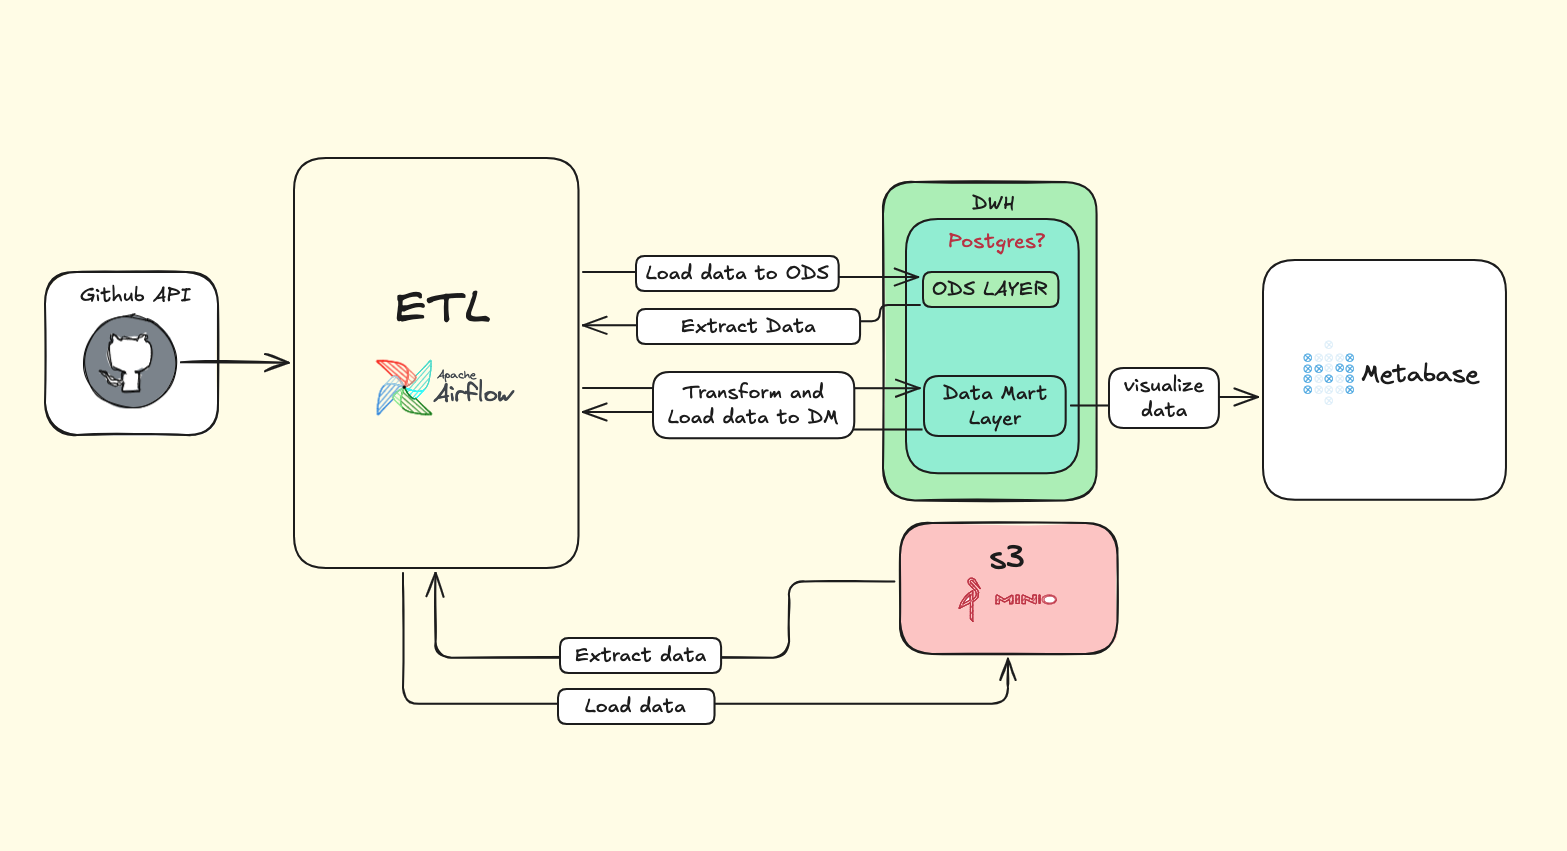 Github API
ETL
Apache
Airflow
Load data to ODS
Extract Data
Transform and
Load data to DM
DWH
Postgres?
ODS LAYER
Data Mart
Layer
visualize
data
Metabase
s3
MINIO
Extract data
Load data